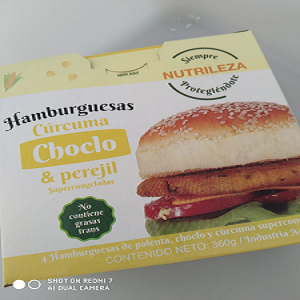 Siempre
NUTRILEZA
Protegiéndote
Hamburguesas
Cúrcuma
Choclo
& perejil
Supercongeladas
No
contiene
grasas
trans
4 Hamburguesas de polenta, choclo y cúrcuma
CONTENIDO NETO: 360g / Industria
SHOT ON REDMI 7
AI DUAL CAMERA